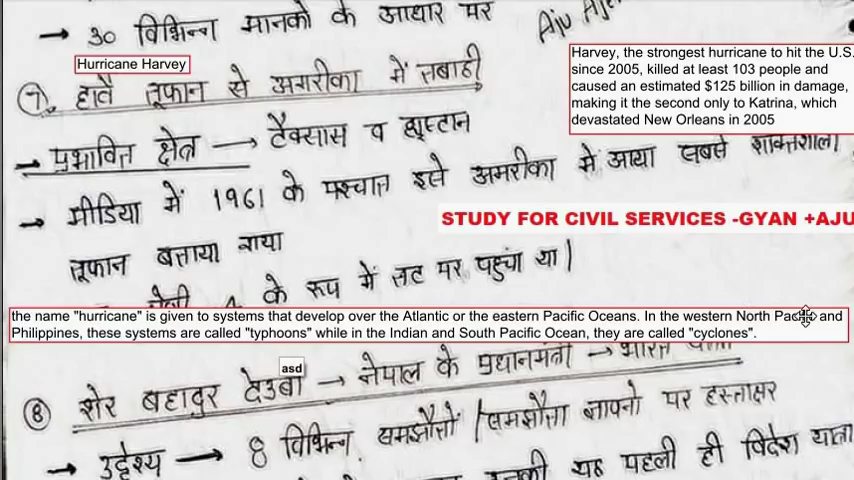 → 30 विभिन्न मानको के आधार पर
Aju
Hurricane Harvey
Harvey, the strongest hurricane to hit the U.S.
since 2005, killed at least 103 people and
caused an estimated $125 billion in damage,
making it the second only to Katrina, which
devastated New Orleans in 2005
7. हार्वे तूफान से अमरीका में तबाही
→ प्रभावित क्षेत्र → टैक्सास व ह्यूस्टान
→ मीडिया में 1961 के पश्चात इसे अमरीका में आया सबसे शक्तिशाली
STUDY FOR CIVIL SERVICES -GYAN +AJU
तूफान बताया गया
के रूप में तट पर पहुंचा था|
the name "hurricane" is given to systems that develop over the Atlantic or the eastern Pacific Oceans. In the western North Pacific and
Philippines, these systems are called "typhoons" while in the Indian and South Pacific Ocean, they are called "cyclones".
asd
8 शेर बहादुर देउबा → नेपाल के प्रधानमंत्री → भारत
→ उद्देश्य → 8 विभिन्न समझौतों / समझौता ज्ञापनो पर हस्ताक्षर
यह पहली ही विदेश यात्रा